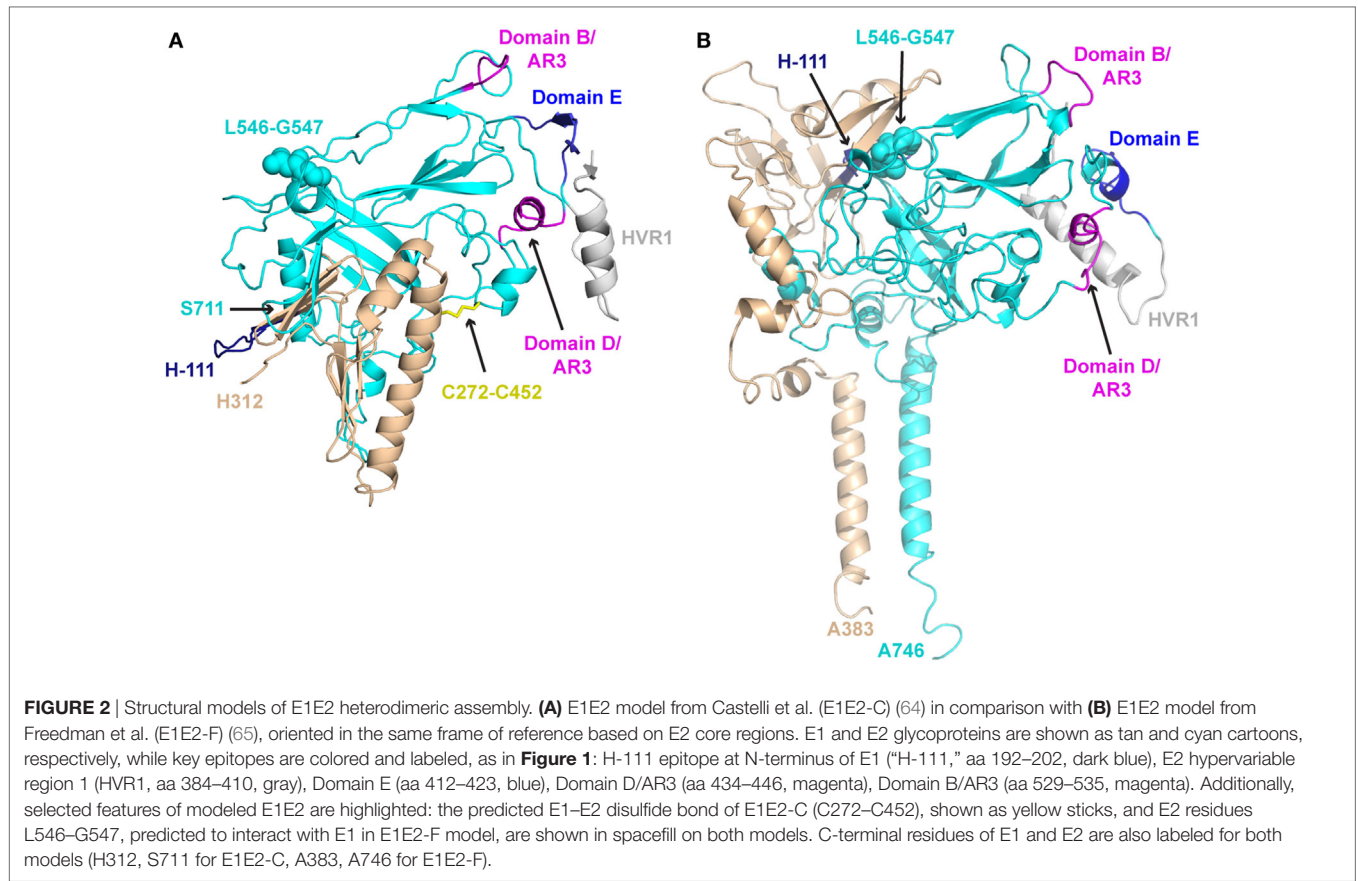 A
Domain B/
AR3
Domain E
L546-G547
HVR1
S711
H-111
H312
Domain D/
AR3
C272-C452
B
L546-G547
H-111
Domain B/
AR3
Domain E
HVR1
Domain D/
AR3
A383
A746
FIGURE 2 | Structural models of E1E2 heterodimeric assembly. (A) E1E2 model from Castelli et al. (E1E2-C) (64) in comparison with (B) E1E2 model from
Freedman et al. (E1E2-F) (65), oriented in the same frame of reference based on E2 core regions. E1 and E2 glycoproteins are shown as tan and cyan cartoons,
respectively, while key epitopes are colored and labeled, as in Figure 1: H-111 epitope at N-terminus of E1 (“H-111,” aa 192–202, dark blue), E2 hypervariable
region 1 (HVR1, aa 384–410, gray), Domain E (aa 412–423, blue), Domain D/AR3 (aa 434–446, magenta), Domain B/AR3 (aa 529–535, magenta). Additionally,
selected features of modeled E1E2 are highlighted: the predicted E1–E2 disulfide bond of E1E2-C (C272–C452), shown as yellow sticks, and E2 residues
L546–G547, predicted to interact with E1 in E1E2-F model, are shown in spacefill on both models. C-terminal residues of E1 and E2 are also labeled for both
models (H312, S711 for E1E2-C, A383, A746 for E1E2-F).